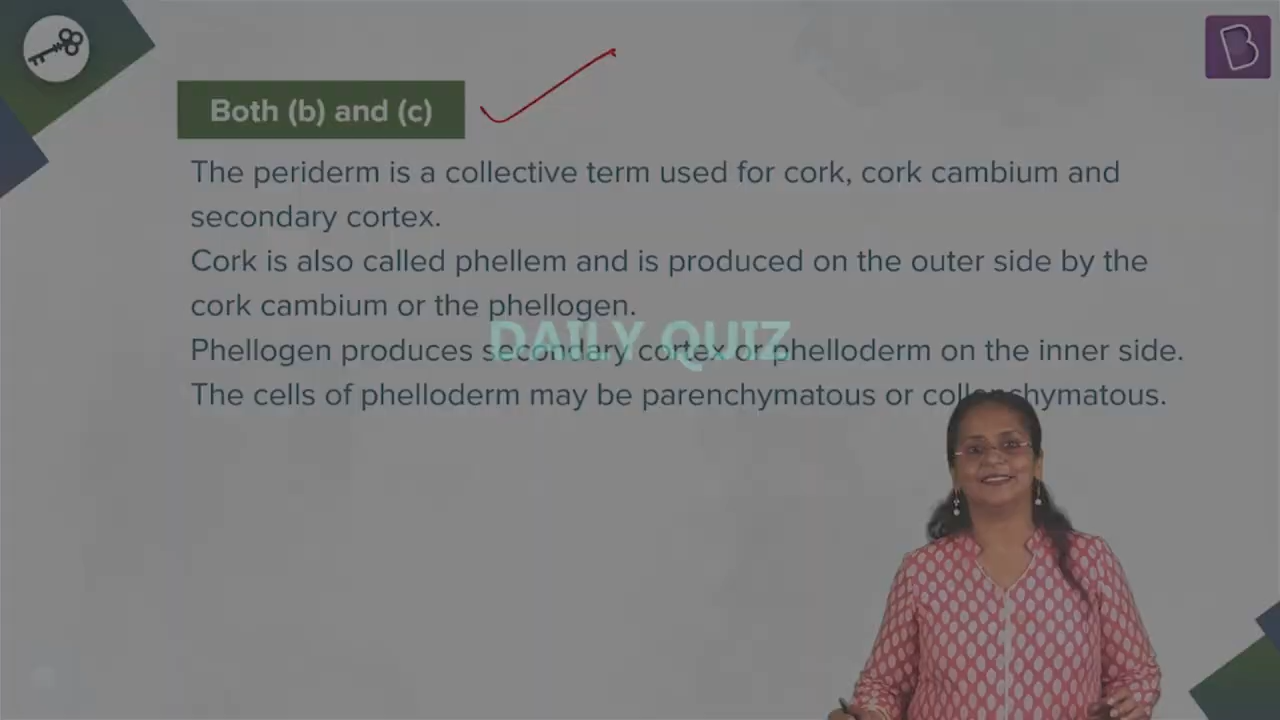 Both (b) and (c)
The periderm is a collective term used for cork, cork cambium and
secondary cortex.
Cork is also called phellem and is produced on the outer side by the
cork cambium or the phellogen.
DAILY QUIZ
Phellogen produces secondary cortex or phelloderm on the inner side.
The cells of phelloderm may be parenchymatous or collenchymatous.